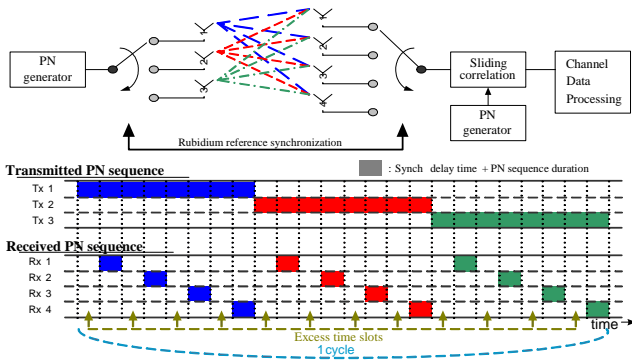 PN
generator
1
2
3
1
2
3
4
Sliding
correlation
PN
generator
Channel
Data
Processing
Rubidium reference synchronization
: Synch delay time + PN sequence duration
Transmitted PN sequence
Tx 1
Tx 2
Tx 3
Received PN sequence
Rx 1
Rx 2
Rx 3
Rx 4
time
Excess time slots
1 cycle